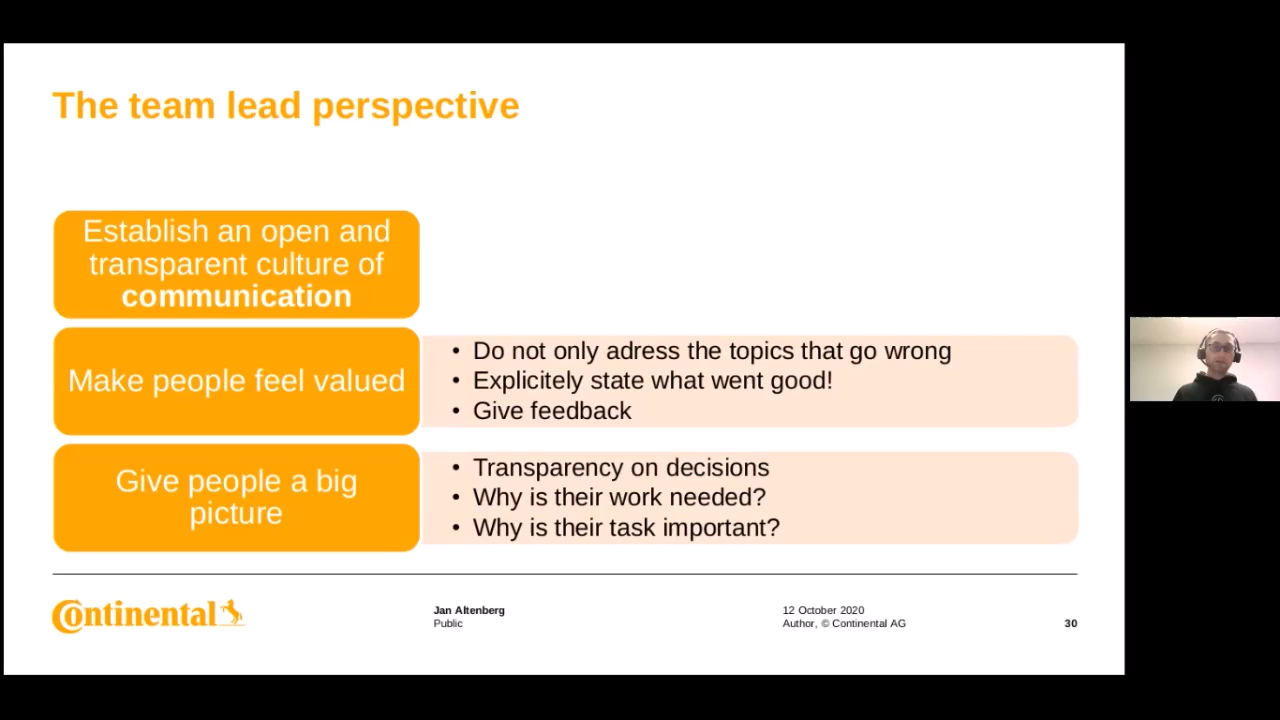 The team lead perspective
Establish an open and
transparent culture of
communication
Make people feel valued
• Do not only adress the topics that go wrong
• Explicitely state what went good!
• Give feedback
Give people a big
picture
• Transparency on decisions
• Why is their work needed?
• Why is their task important?
Continental
Jan Altenberg
Public
12 October 2020
Author, © Continental AG
30